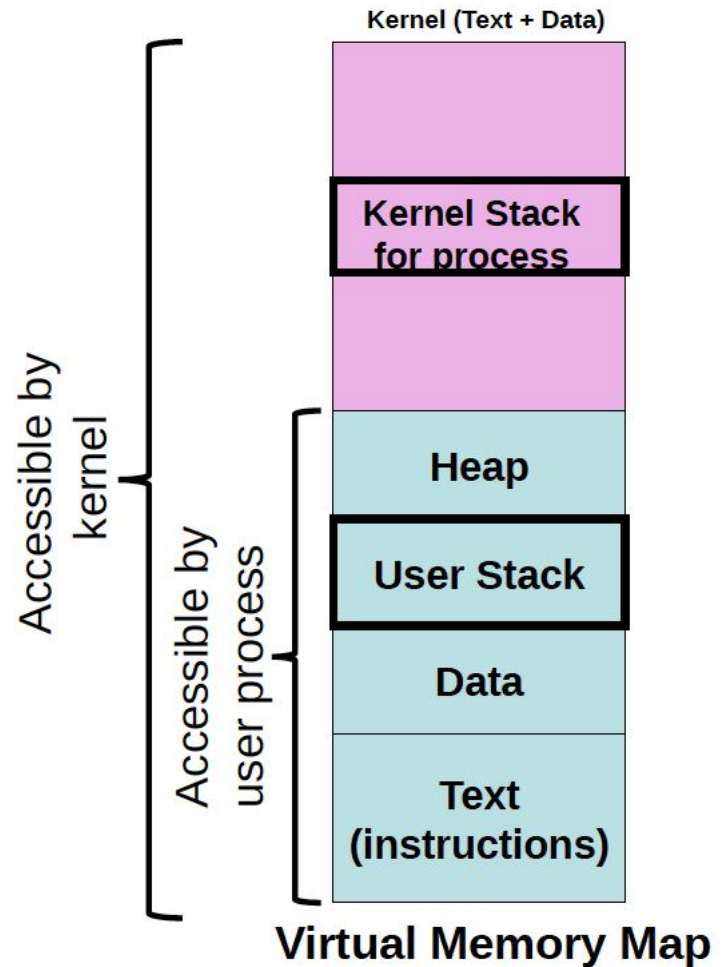 Kernel (Text + Data)
Kernel Stack
for process
Accessible by
kernel
Heap
Accessible by
user process
User Stack
Data
Text
(instructions)
Virtual Memory Map